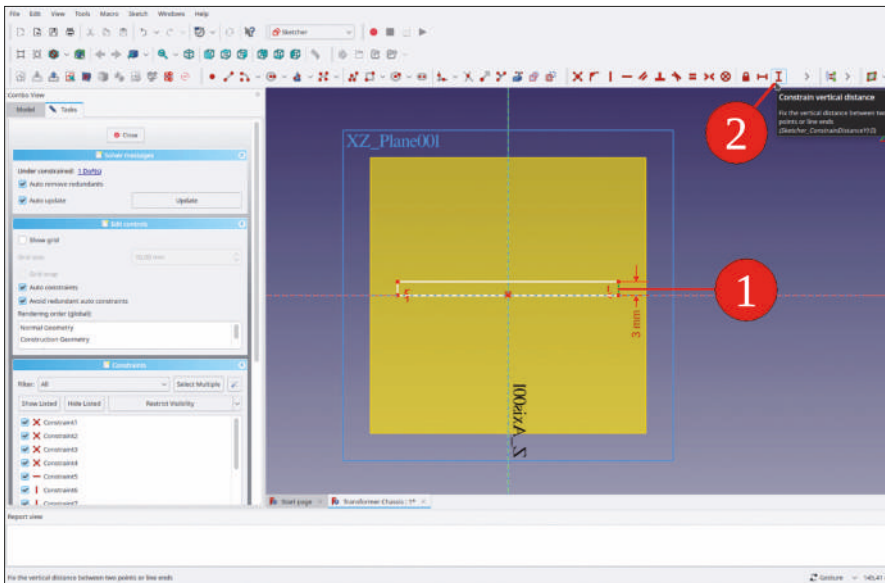 File Edit View Tools Macro Sketch Windows Help
Sketcher
Combo View
Model Tasks
Constrain vertical distance
Fix the vertical distance between two
points or line ends
2
Close
XZ_Plane001
Solver messages
Under constrained: 1 DoF(s)
Auto remove redundants
Auto update Update
Edit controls
Show grid
Grid size 10,00 mm
Grid snap
Auto constraints
Avoid redundant auto constraints
Rendering order (global):
Normal Geometry
Construction Geometry
1
3 mm
Constraints
Filter: All Select Multiple
Show Listed Hide Listed Restrict Visibility
Constraint1
Constraint2
Constraint3
Constraint4
Constraint5
Constraint6
Constraint7
Z_Axis001
Start page Transformer Chassis : 1*
Report view
Fix the vertical distance between two points or line ends
Gesture